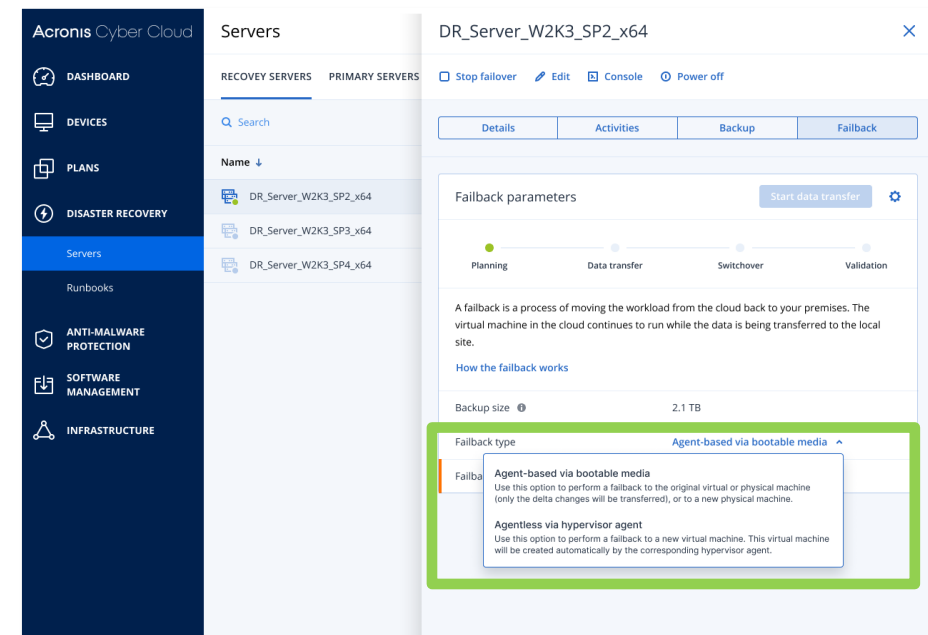 Acronis Cyber Cloud
DASHBOARD
DEVICES
PLANS
DISASTER RECOVERY
Servers
Runbooks
ANTI-MALWARE
PROTECTION
SOFTWARE
MANAGEMENT
INFRASTRUCTURE
Servers
RECOVEY SERVERS PRIMARY SERVERS
Search
Name
DR_Server_W2K3_SP2_x64
DR_Server_W2K3_SP3_x64
DR_Server_W2K3_SP4_x64
DR_Server_W2K3_SP2_x64
Stop failover Edit Console Power off
Details Activities Backup Failback
Failback parameters Start data transfer
Planning Data transfer Switchover Validation
A failback is a process of moving the workload from the cloud back to your premises. The
virtual machine in the cloud continues to run while the data is being transferred to the local
site.
How the failback works
Backup size 2.1 TB
Failback type Agent-based via bootable media
Failba
Agent-based via bootable media
Use this option to perform a failback to the original virtual or physical machine
(only the delta changes will be transferred), or to a new physical machine.
Agentless via hypervisor agent
Use this option to perform a failback to a new virtual machine. This virtual machine
will be created automatically by the corresponding hypervisor agent.